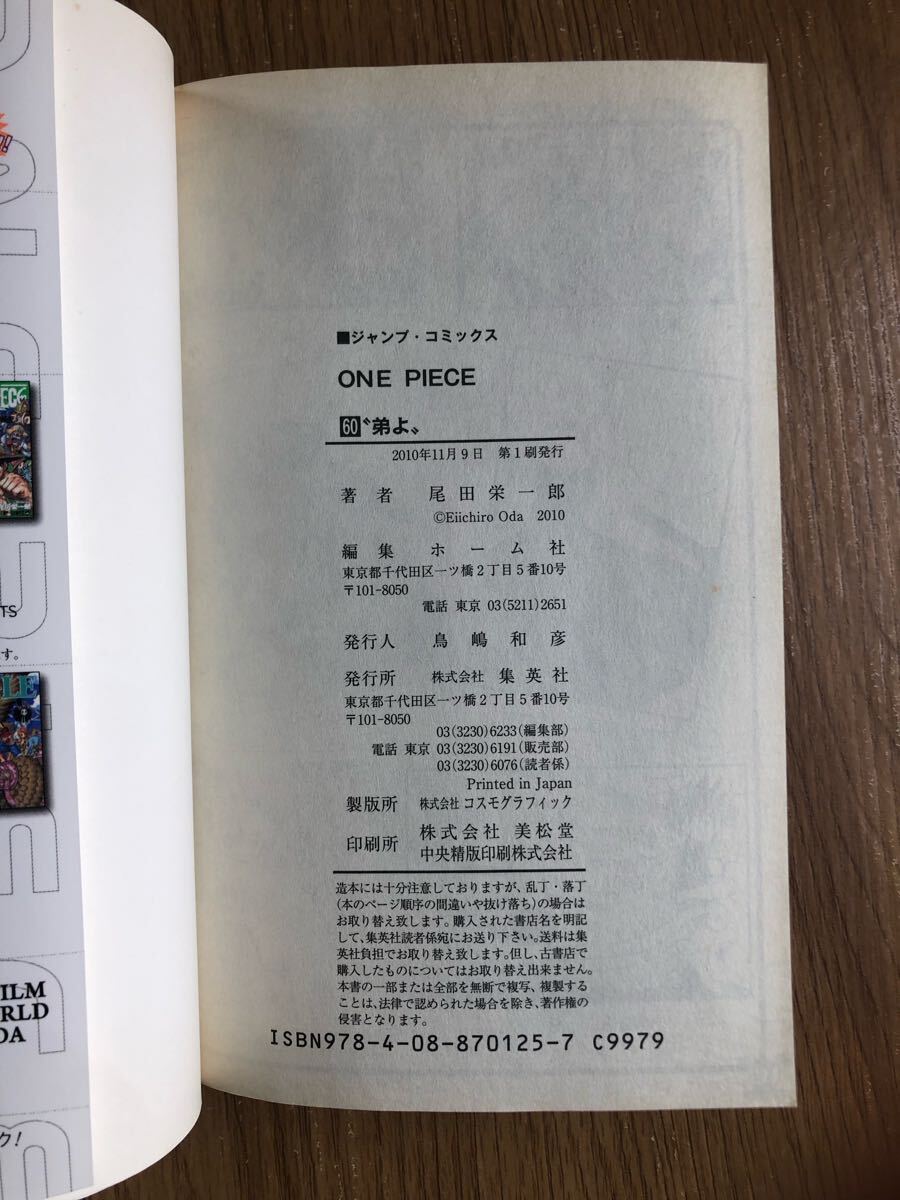 ■ジャンプ・コミックス
ONE PIECE
60〝弟よ〟
2010年11月9日 第1刷発行
著者 尾田栄一郎
©Eiichiro Oda 2010
編集 ホーム社
東京都千代田区一ツ橋2丁目5番10号
〒101-8050
電話 東京 03(5211)2651
発行人 鳥嶋和彦
発行所 株式会社 集英社
東京都千代田区一ツ橋2丁目5番10号
〒101-8050
03(3230)6233(編集部)
電話 東京 03(3230)6191(販売部)
03(3230)6076(読者係)
Printed in Japan
製版所 株式会社 コスモグラフィック
印刷所 株式会社 美松堂
中央精版印刷株式会社
造本には十分注意しておりますが、乱丁・落丁
(本のページ順序の間違いや抜け落ち)の場合は
お取り替え致します。購入された書店名を明記
して、集英社読者係宛にお送り下さい。送料は集
英社負担でお取り替え致します。但し、古書店で
購入したものについてはお取り替え出来ません。
本書の一部または全部を無断で複写、複製する
ことは、法律で認められた場合を除き、著作権の
侵害となります。
ISBN978-4-08-870125-7 C9979
TS
す。
FILM
RLD
DA
ク!